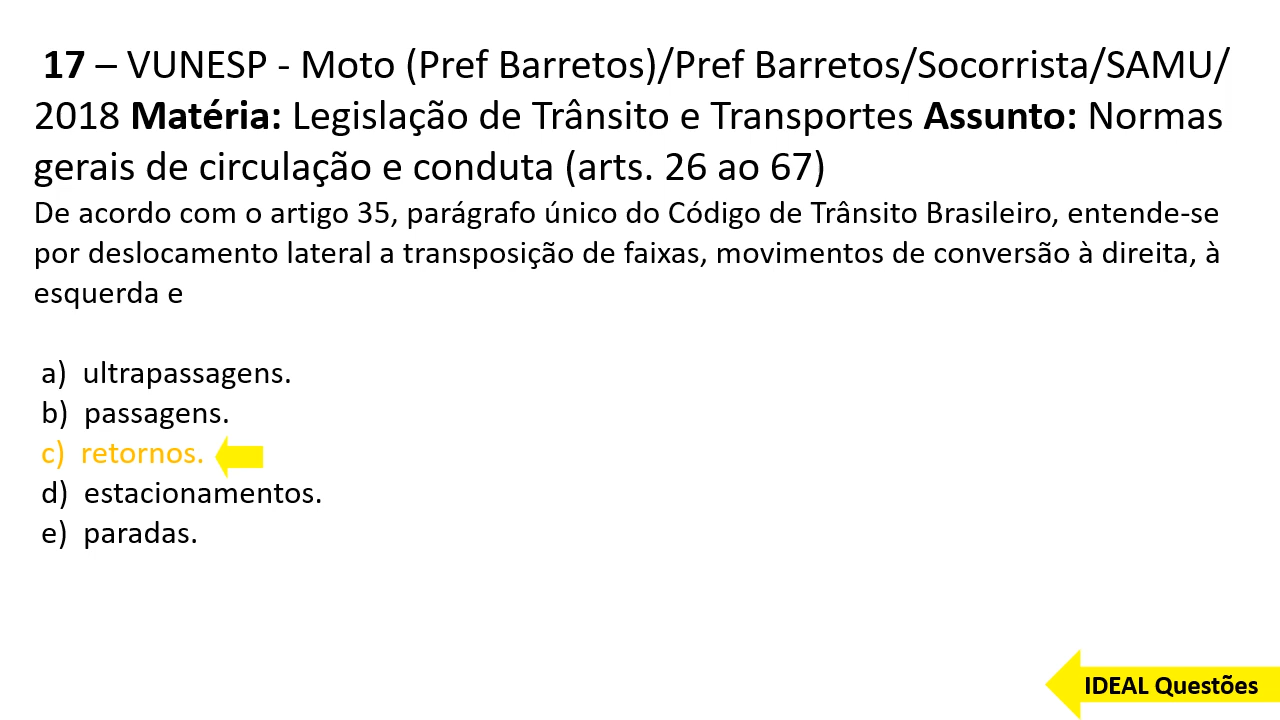 17 – VUNESP - Moto (Pref Barretos)/Pref Barretos/Socorrista/SAMU/
2018 Matéria: Legislação de Trânsito e Transportes Assunto: Normas
gerais de circulação e conduta (arts. 26 ao 67)
De acordo com o artigo 35, parágrafo único do Código de Trânsito Brasileiro, entende-se
por deslocamento lateral a transposição de faixas, movimentos de conversão à direita, à
esquerda e
a) ultrapassagens.
b) passagens.
c) retornos.
d) estacionamentos.
e) paradas.
IDEAL Questões